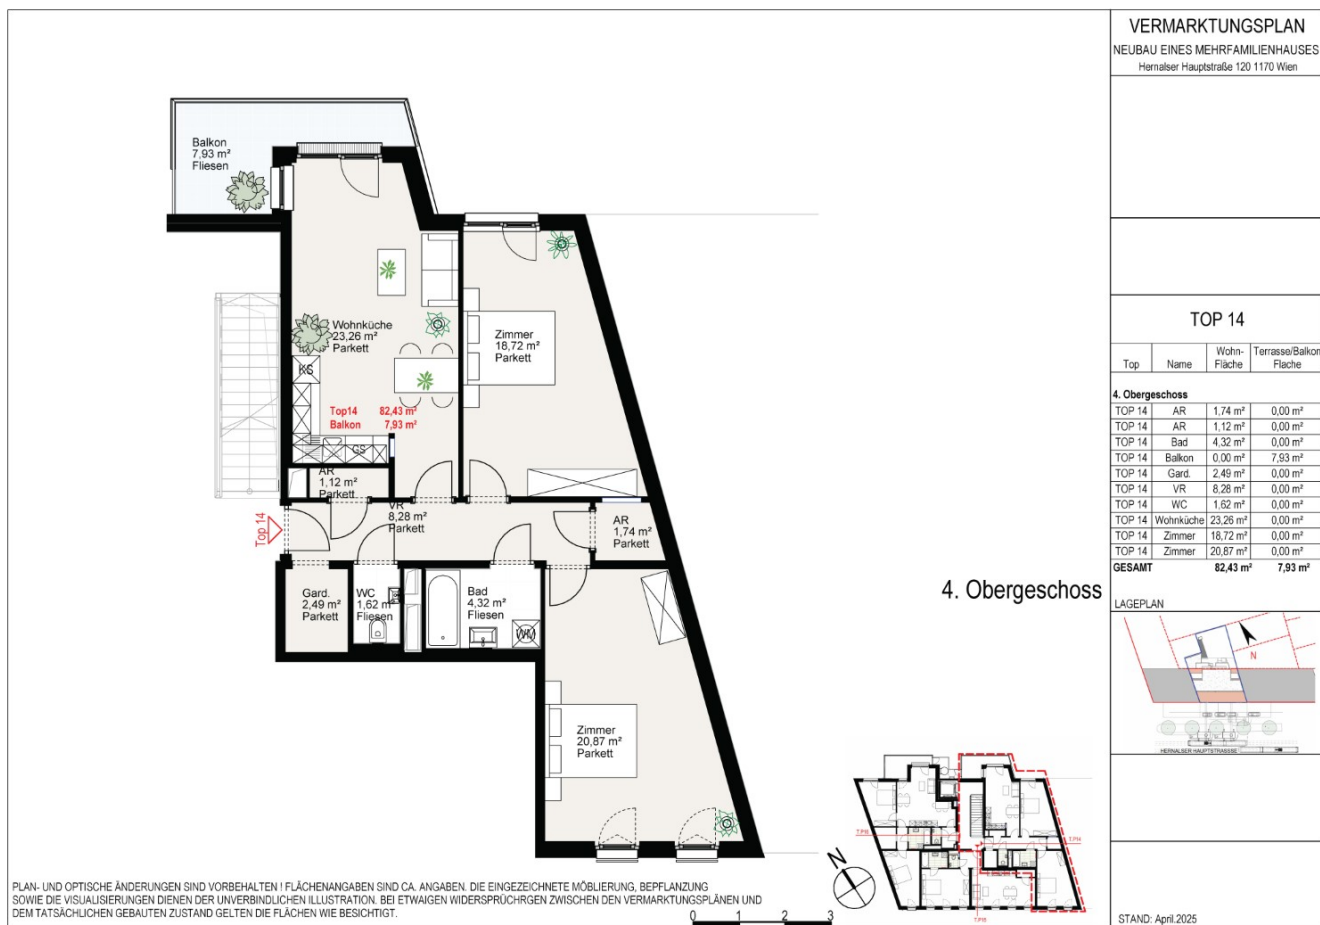 VERMARKTUNGSPLAN
NEUBAU EINES MEHRFAMILIENHAUSES
Hernalser Hauptstraße 120 1170 Wien
Balkon
7,93 m²
Fliesen
Wohnküche
23,26 m²
Parkett
KS
Zimmer
18,72 m²
Parkett
Top14 82,43 m²
Balkon 7,93 m²
GS
AR
1,12 m²
Parkett
VR
8,28 m²
Parkett
Top 14
AR
1,74 m²
Parkett
Gard.
2,49 m²
Parkett
WC
1,62 m²
Fliesen
Bad
4,32 m²
Fliesen
WM
Zimmer
20,87 m²
Parkett
4. Obergeschoss
TOP 14
Top Name Wohn- Fläche Terrasse/Balkon Flache
4. Obergeschoss
TOP 14 AR 1,74 m² 0,00 m²
TOP 14 AR 1,12 m² 0,00 m²
TOP 14 Bad 4,32 m² 0,00 m²
TOP 14 Balkon 0,00 m² 7,93 m²
TOP 14 Gard. 2,49 m² 0,00 m²
TOP 14 VR 8,28 m² 0,00 m²
TOP 14 WC 1,62 m² 0,00 m²
TOP 14 Wohnküche 23,26 m² 0,00 m²
TOP 14 Zimmer 18,72 m² 0,00 m²
TOP 14 Zimmer 20,87 m² 0,00 m²
GESAMT 82,43 m² 7,93 m²
LAGEPLAN
N
HERNALSER HAUPTSTRASSSE
N
PLAN- UND OPTISCHE ÄNDERUNGEN SIND VORBEHALTEN ! FLÄCHENANGABEN SIND CA. ANGABEN. DIE EINGEZEICHNETE MÖBLIERUNG, BEPFLANZUNG
SOWIE DIE VISUALISIERUNGEN DIENEN DER UNVERBINDLICHEN ILLUSTRATION. BEI ETWAIGEN WIDERSPRÜCHRGEN ZWISCHEN DEN VERMARKTUNGSPLÄNEN UND
DEM TATSÄCHLICHEN GEBAUTEN ZUSTAND GELTEN DIE FLÄCHEN WIE BESICHTIGT.
0 1 2 3
STAND: April.2025